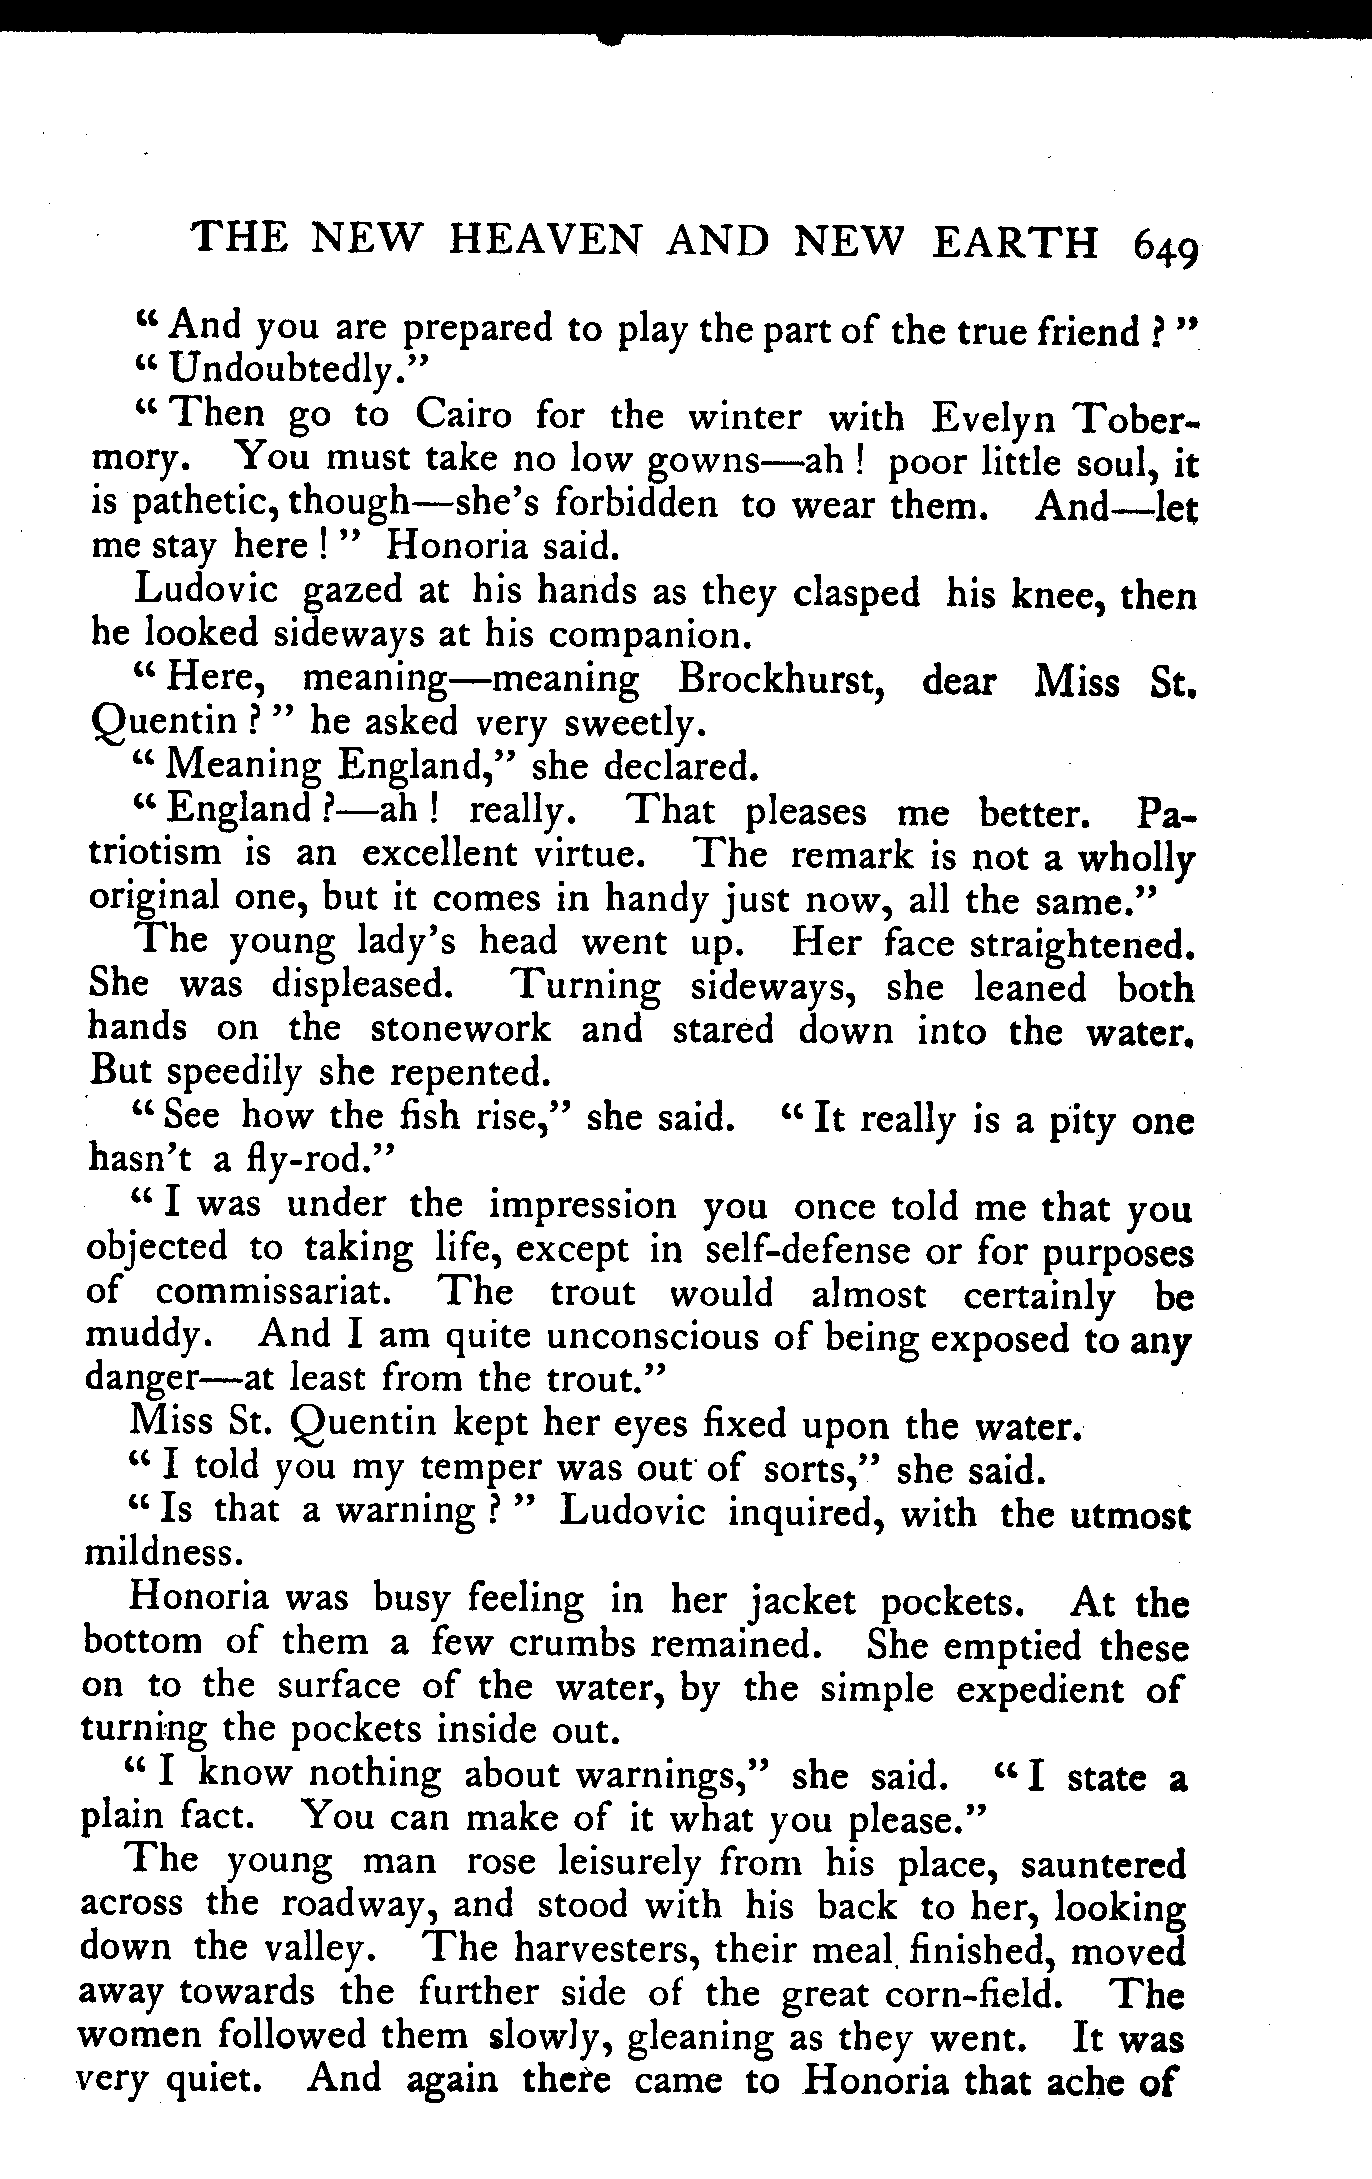 THE NEW HEAVEN AND NEW EARTH 649
“ And you are prepared to play the part of the true friend ? ”
“ Undoubtedly.”
“ Then go to Cairo for the winter with Evelyn Tober-
mory. You must take no low gowns—ah ! poor little soul, it
is pathetic, though—she’s forbidden to wear them. And—let
me stay here ! ” Honoria said.
Ludovic gazed at his hands as they clasped his knee, then
he looked sideways at his companion.
“ Here, meaning—meaning Brockhurst, dear Miss St.
Quentin ? ” he asked very sweetly.
“ Meaning England,” she declared.
“ England ?—ah ! really. That pleases me better. Pa-
triotism is an excellent virtue. The remark is not a wholly
original one, but it comes in handy just now, all the same.”
The young lady’s head went up. Her face straightened.
She was displeased. Turning sideways, she leaned both
hands on the stonework and stared down into the water.
But speedily she repented.
“ See how the fish rise,” she said. “ It really is a pity one
hasn’t a fly-rod.”
“ I was under the impression you once told me that you
objected to taking life, except in self-defense or for purposes
of commissariat. The trout would almost certainly be
muddy. And I am quite unconscious of being exposed to any
danger—at least from the trout.”
Miss St. Quentin kept her eyes fixed upon the water.
“ I told you my temper was out of sorts,” she said.
“ Is that a warning ? ” Ludovic inquired, with the utmost
mildness.
Honoria was busy feeling in her jacket pockets. At the
bottom of them a few crumbs remained. She emptied these
on to the surface of the water, by the simple expedient of
turning the pockets inside out.
“ I know nothing about warnings,” she said. “ I state a
plain fact. You can make of it what you please.”
The young man rose leisurely from his place, sauntered
across the roadway, and stood with his back to her, looking
down the valley. The harvesters, their meal finished, moved
away towards the further side of the great corn-field. The
women followed them slowly, gleaning as they went. It was
very quiet. And again there came to Honoria that ache of